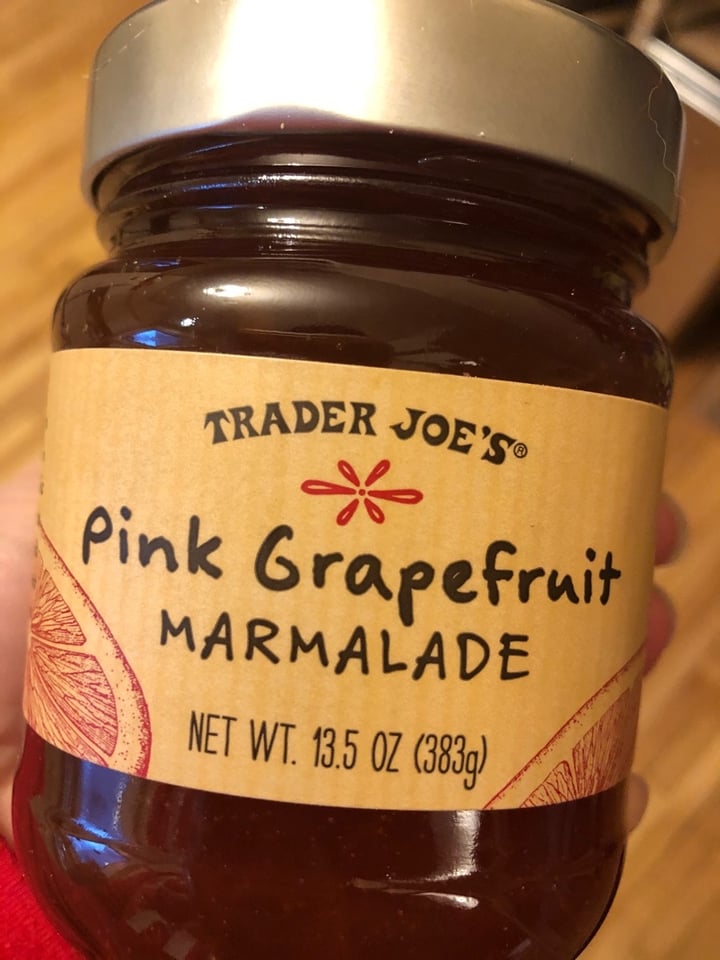 TRADER JOE'S®
Pink Grapefruit
MARMALADE
NET WT. 13.5 OZ (383g)